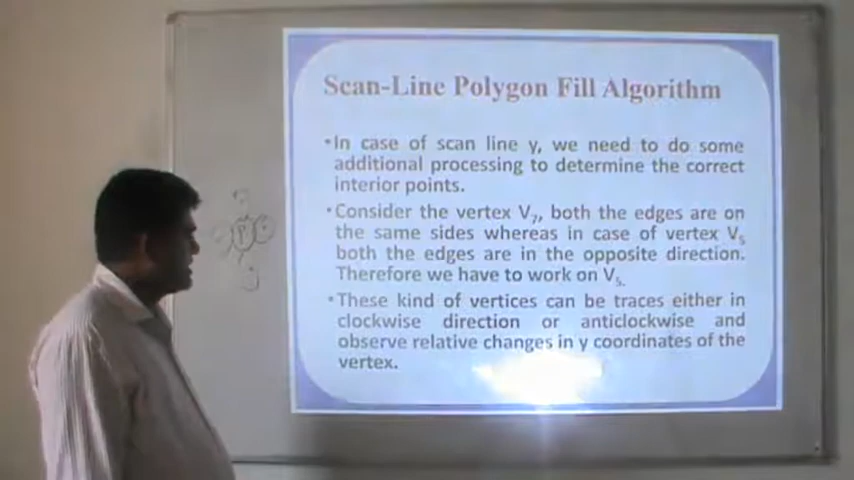 Scan-Line Polygon Fill Algorithm
•In case of scan line y, we need to do some
additional processing to determine the correct
interior points.
•Consider the vertex V7, both the edges are on
the same sides whereas in case of vertex V5
both the edges are in the opposite direction.
Therefore we have to work on V5.
•These kind of vertices can be traces either in
clockwise direction or anticlockwise and
observe relative changes in y coordinates of the
vertex.